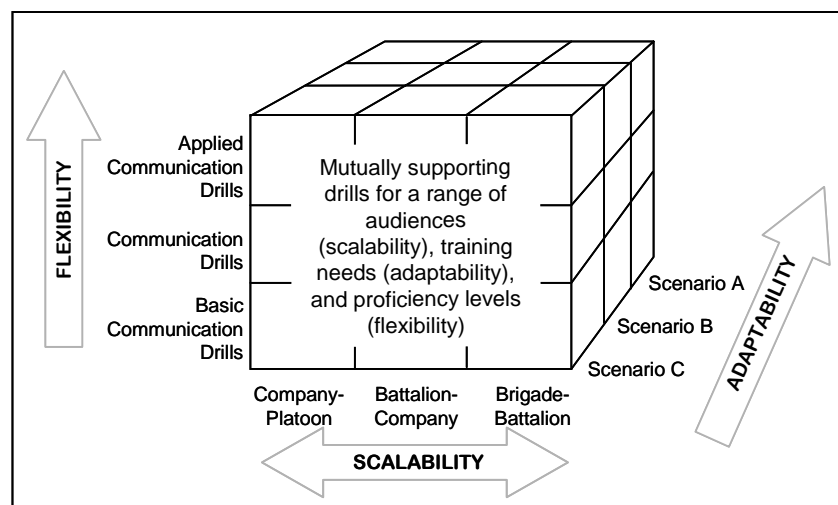 FLEXIBILITY
Applied
Communication
Drills
Communication
Drills
Basic
Communication
Drills
Mutually supporting
drills for a range of
audiences
(scalability), training
needs (adaptability),
and proficiency levels
(flexibility)
Scenario A
Scenario B
Scenario C
ADAPTABILITY
Company-
Platoon
Battalion-
Company
Brigade-
Battalion
SCALABILITY